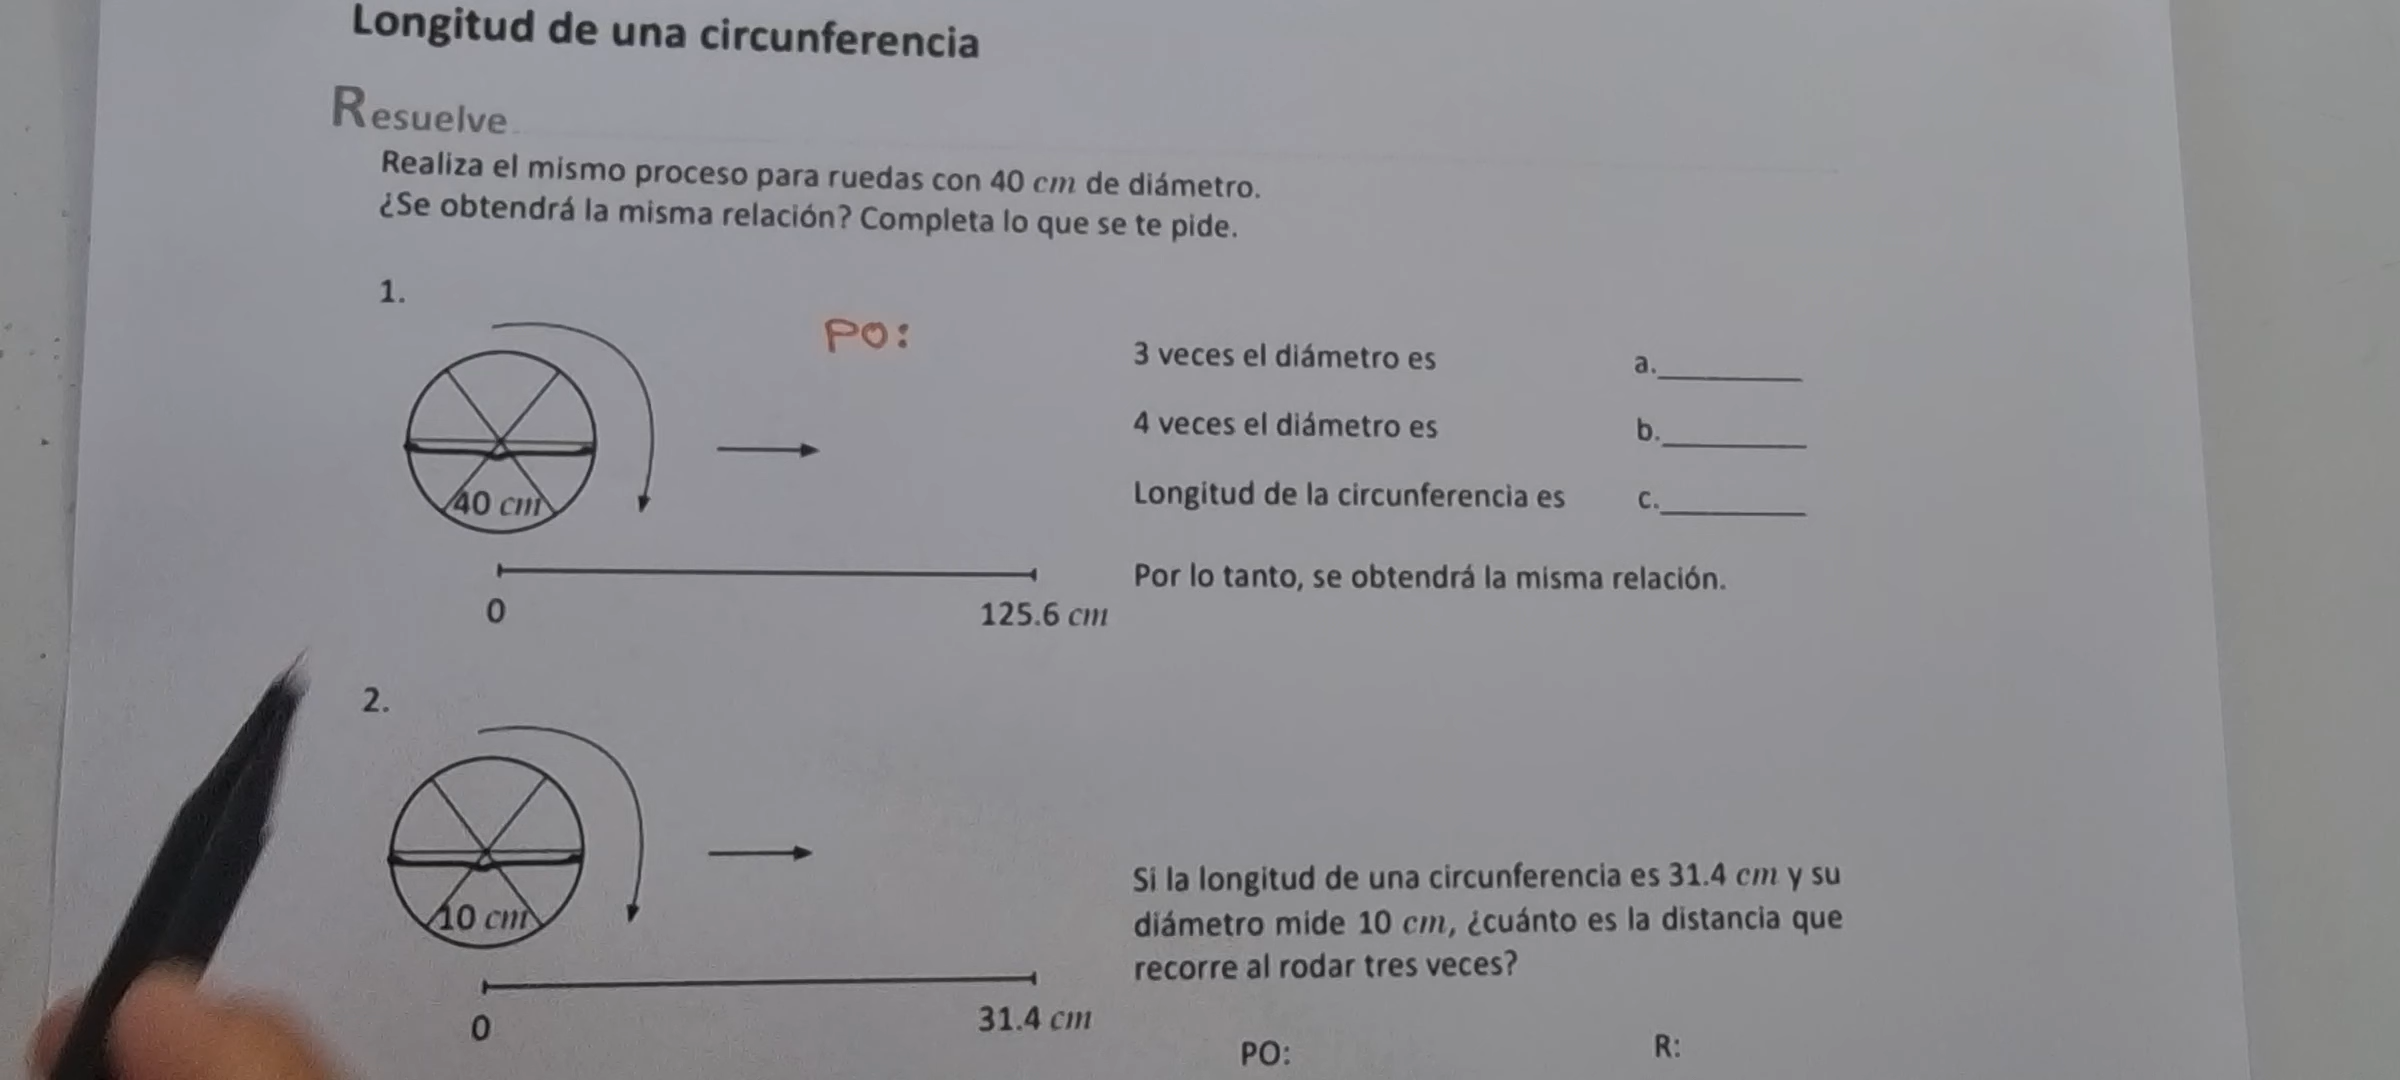 Longitud de una circunferencia
Resuelve
Realiza el mismo proceso para ruedas con 40 cm de diámetro.
¿Se obtendrá la misma relación? Completa lo que se te pide.
1.
PO:
40 cm
0
125.6 cm
3 veces el diámetro es a.________
4 veces el diámetro es b.________
Longitud de la circunferencia es c.________
Por lo tanto, se obtendrá la misma relación.
2.
10 cm
0
31.4 cm
Si la longitud de una circunferencia es 31.4 cm y su
diámetro mide 10 cm, ¿cuánto es la distancia que
recorre al rodar tres veces?
PO: R: